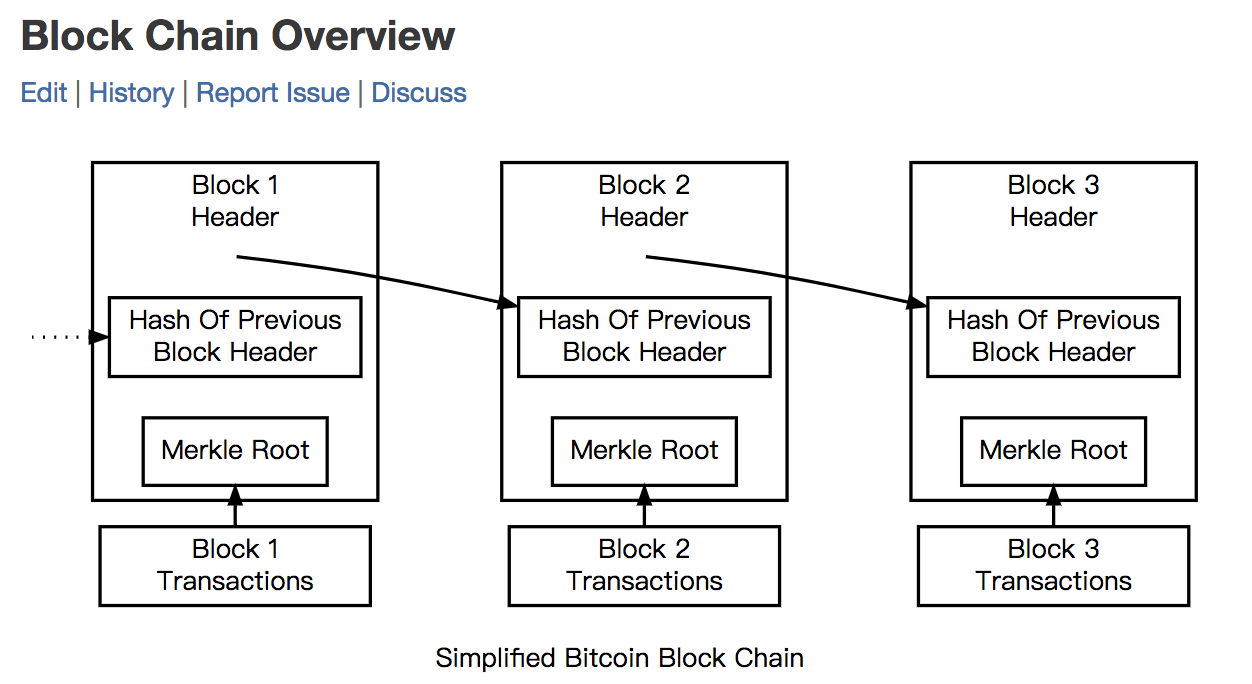 Block Chain Overview
Edit | History | Report Issue | Discuss
Block 1
Header
Hash Of Previous
Block Header
Merkle Root
Block 1
Transactions
Block 2
Header
Hash Of Previous
Block Header
Merkle Root
Block 2
Transactions
Block 3
Header
Hash Of Previous
Block Header
Merkle Root
Block 3
Transactions
Simplified Bitcoin Block Chain